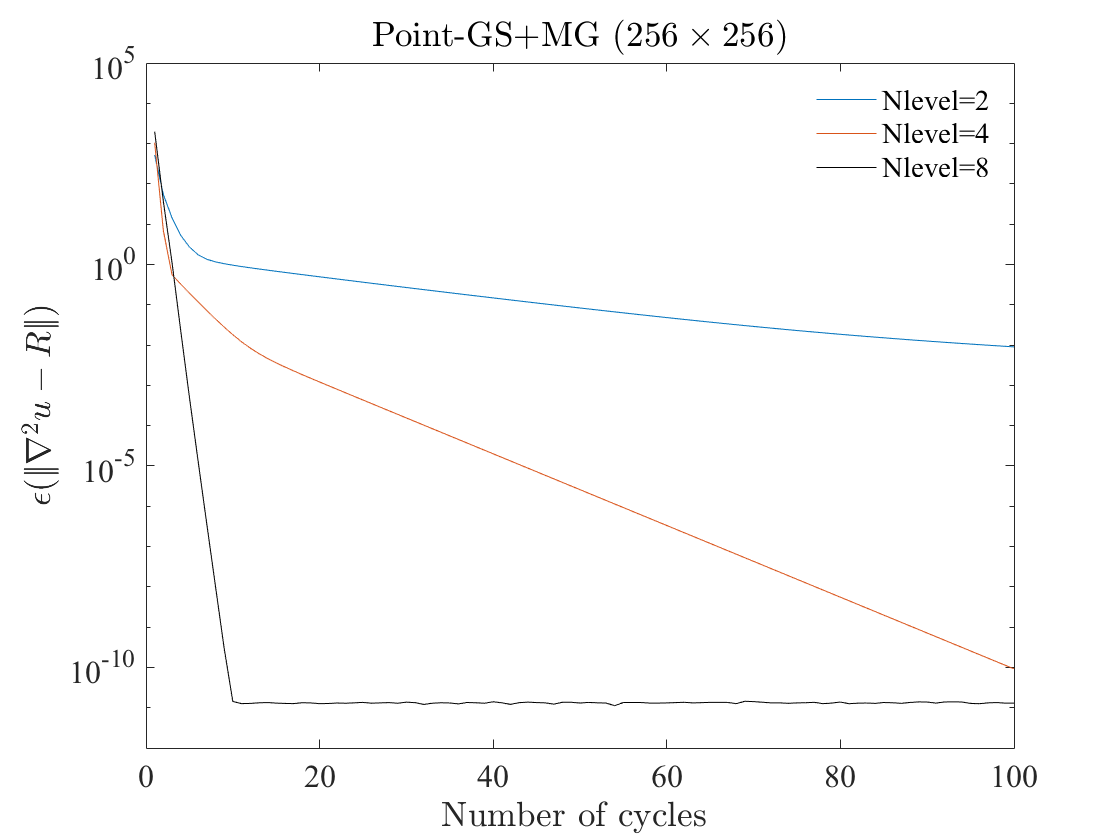 Point-GS+MG (256 × 256)
10^5
10^0
10^-5
10^-10
ϵ(‖∇²u − R‖)
Nlevel=2
Nlevel=4
Nlevel=8
0 20 40 60 80 100
Number of cycles